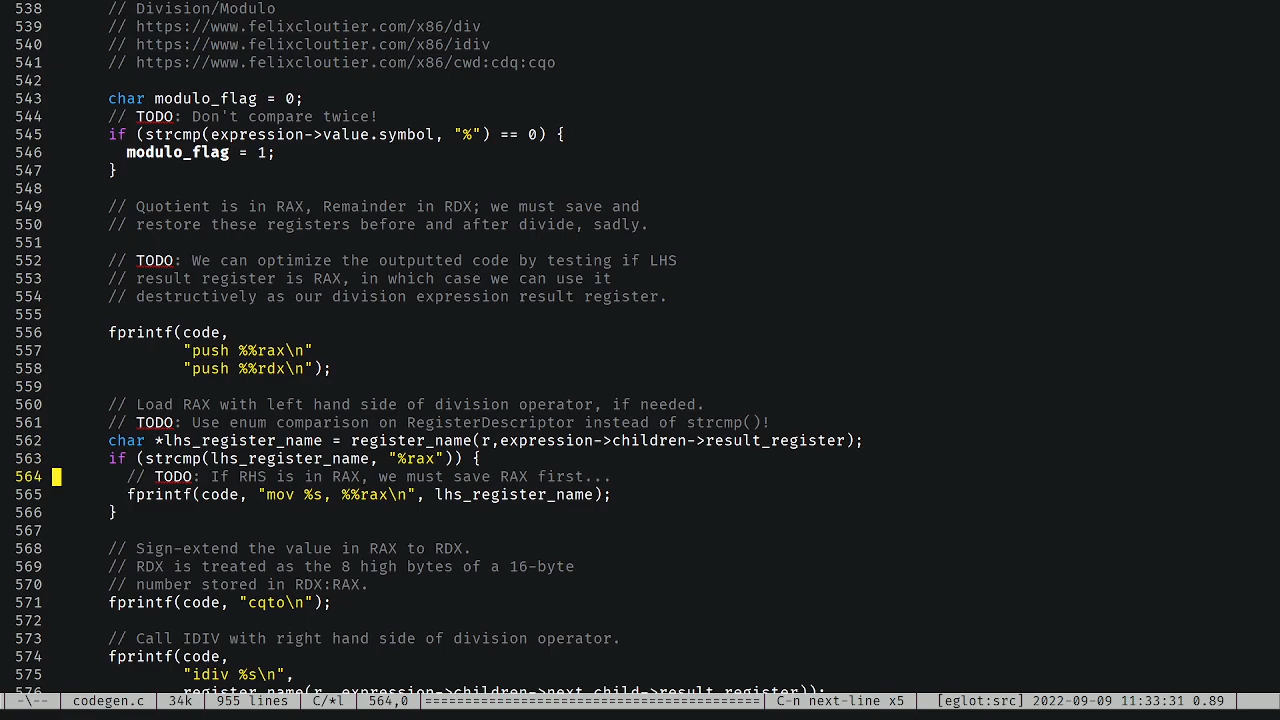 538 // Division/Modulo
539 // https://www.felixcloutier.com/x86/div
540 // https://www.felixcloutier.com/x86/idiv
541 // https://www.felixcloutier.com/x86/cwd:cdq:cqo
542
543 char modulo_flag = 0;
544 // TODO: Don't compare twice!
545 if (strcmp(expression->value.symbol, "%") == 0) {
546 modulo_flag = 1;
547 }
548
549 // Quotient is in RAX, Remainder in RDX; we must save and
550 // restore these registers before and after divide, sadly.
551
552 // TODO: We can optimize the outputted code by testing if LHS
553 // result register is RAX, in which case we can use it
554 // destructively as our division expression result register.
555
556 fprintf(code,
557 "push %%rax\n"
558 "push %%rdx\n");
559
560 // Load RAX with left hand side of division operator, if needed.
561 // TODO: Use enum comparison on RegisterDescriptor instead of strcmp()!
562 char *lhs_register_name = register_name(r,expression->children->result_register);
563 if (strcmp(lhs_register_name, "%rax")) {
564 // TODO: If RHS is in RAX, we must save RAX first...
565 fprintf(code, "mov %s, %%rax\n", lhs_register_name);
566 }
567
568 // Sign-extend the value in RAX to RDX.
569 // RDX is treated as the 8 high bytes of a 16-byte
570 // number stored in RDX:RAX.
571 fprintf(code, "cqto\n");
572
573 // Call IDIV with right hand side of division operator.
574 fprintf(code,
575 "idiv %s\n",
576 register_name(r, expression->children->next_child->result_register));
-\-- codegen.c 34k 955 lines C/*l 564,0 C-n next-line x5 [eglot:src] 2022-09-09 11:33:31 0.89